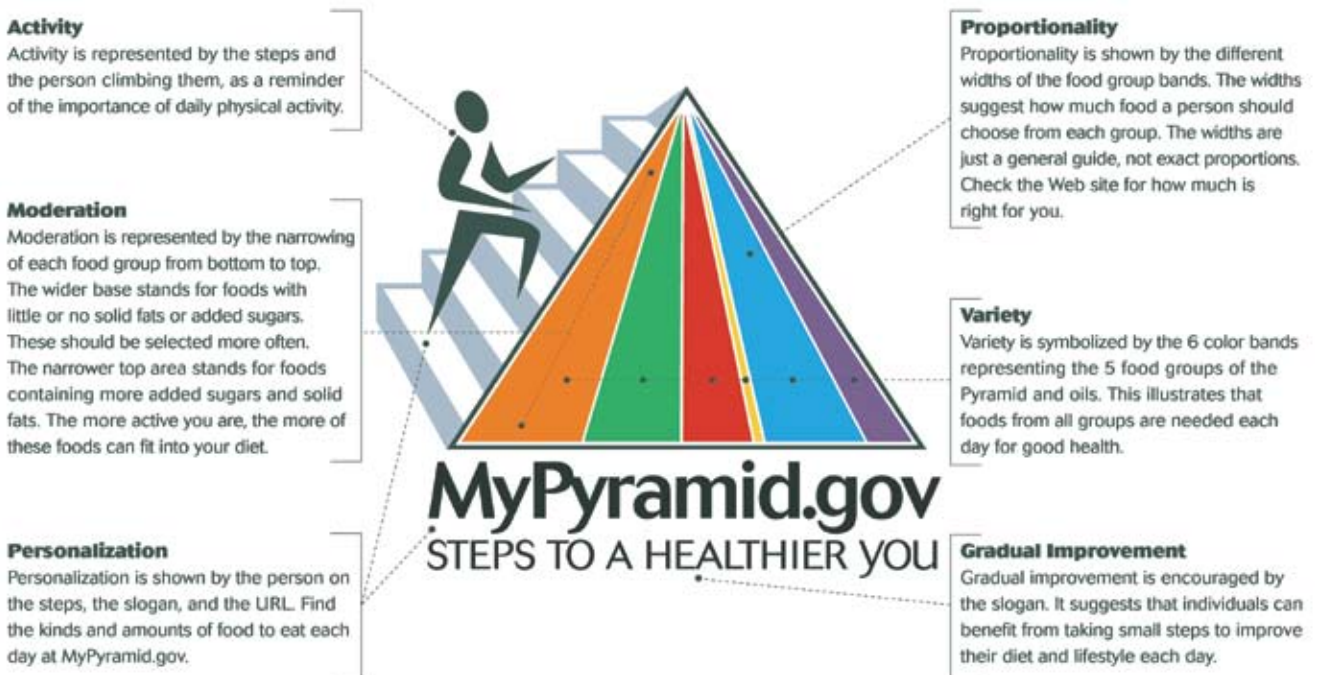 Activity
Activity is represented by the steps and
the person climbing them, as a reminder
of the importance of daily physical activity.
Moderation
Moderation is represented by the narrowing
of each food group from bottom to top.
The wider base stands for foods with
little or no solid fats or added sugars.
These should be selected more often.
The narrower top area stands for foods
containing more added sugars and solid
fats. The more active you are, the more of
these foods can fit into your diet.
Personalization
Personalization is shown by the person on
the steps, the slogan, and the URL. Find
the kinds and amounts of food to eat each
day at MyPyramid.gov.
MyPyramid.gov
STEPS TO A HEALTHIER YOU
Proportionality
Proportionality is shown by the different
widths of the food group bands. The widths
suggest how much food a person should
choose from each group. The widths are
just a general guide, not exact proportions.
Check the Web site for how much is
right for you.
Variety
Variety is symbolized by the 6 color bands
representing the 5 food groups of the
Pyramid and oils. This illustrates that
foods from all groups are needed each
day for good health.
Gradual Improvement
Gradual improvement is encouraged by
the slogan. It suggests that individuals can
benefit from taking small steps to improve
their diet and lifestyle each day.